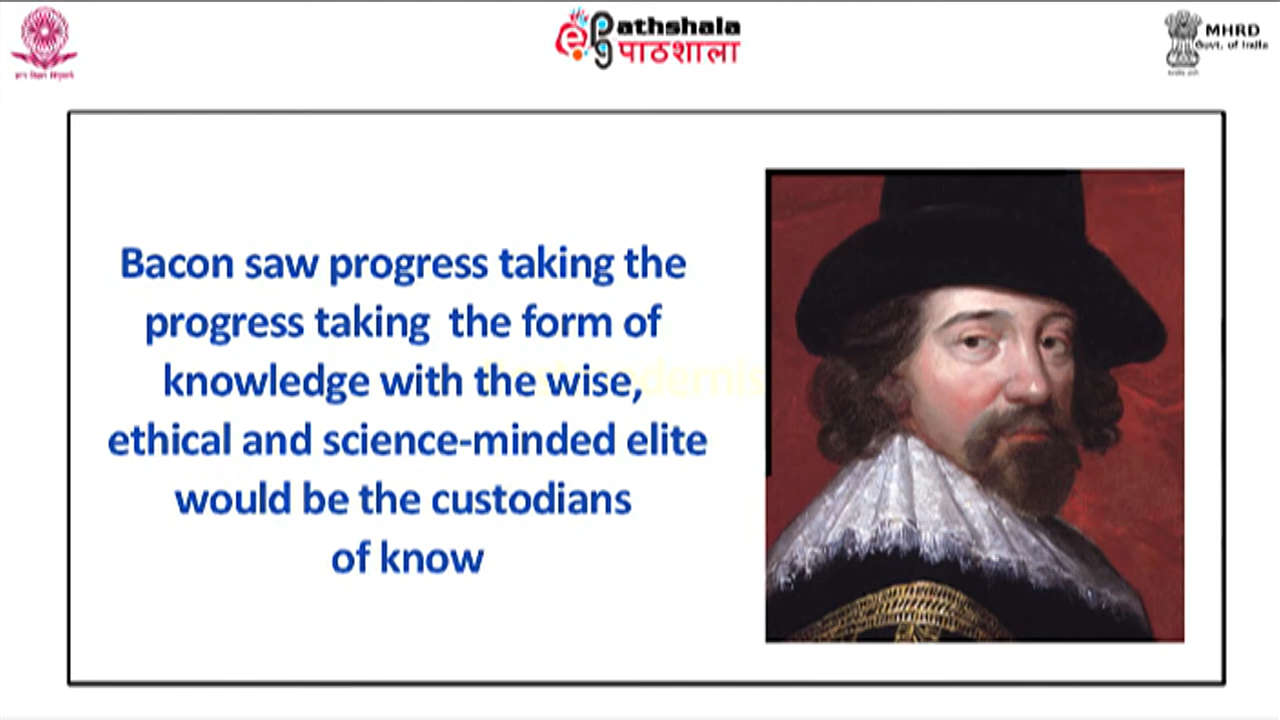 ePG Pathshala
पाठशाला
MHRD
Govt. of India
Bacon saw progress taking the
progress taking the form of
knowledge with the wise,
ethical and science-minded elite
would be the custodians
of know